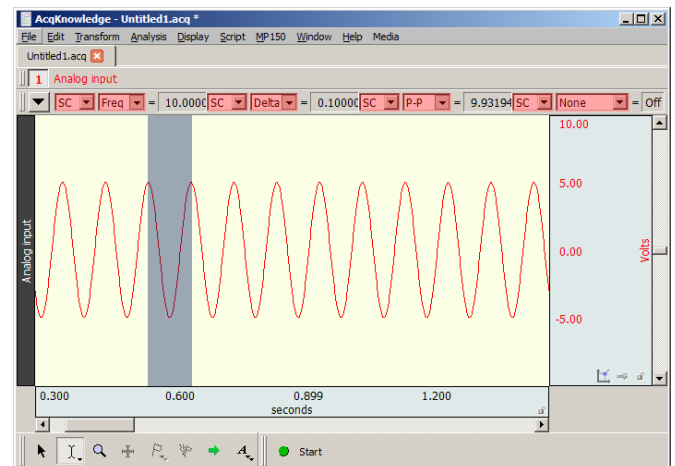 AcqKnowledge - Untitled1.acq *
File Edit Transform Analysis Display Script MP150 Window Help Media
Untitled1.acq
1 Analog input
SC Freq = 10.0000 SC Delta = 0.10000 SC P-P = 9.93194 SC None = Off
10.00
5.00
0.00
-5.00
Volts
Analog input
0.300 0.600 0.899 1.200
seconds
A Start